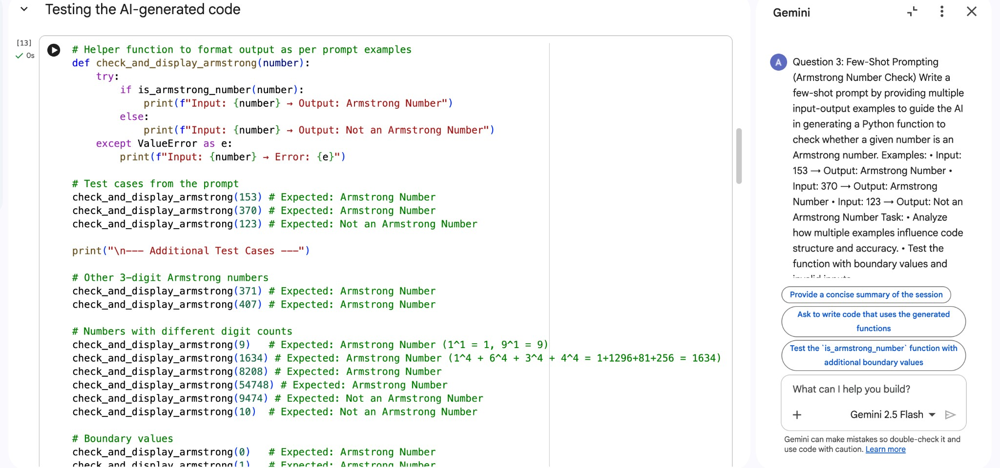 Testing the AI-generated code
[13]
0s
# Helper function to format output as per prompt examples
def check_and_display_armstrong(number):
    try:
        if is_armstrong_number(number):
            print(f"Input: {number} → Output: Armstrong Number")
        else:
            print(f"Input: {number} → Output: Not an Armstrong Number")
    except ValueError as e:
        print(f"Input: {number} → Error: {e}")
# Test cases from the prompt
check_and_display_armstrong(153) # Expected: Armstrong Number
check_and_display_armstrong(370) # Expected: Armstrong Number
check_and_display_armstrong(123) # Expected: Not an Armstrong Number
print("\n--- Additional Test Cases ---")
# Other 3-digit Armstrong numbers
check_and_display_armstrong(371) # Expected: Armstrong Number
check_and_display_armstrong(407) # Expected: Armstrong Number
# Numbers with different digit counts
check_and_display_armstrong(9)   # Expected: Armstrong Number (1^1 = 1, 9^1 = 9)
check_and_display_armstrong(1634) # Expected: Armstrong Number (1^4 + 6^4 + 3^4 + 4^4 = 1+1296+81+256 = 1634)
check_and_display_armstrong(8208) # Expected: Armstrong Number
check_and_display_armstrong(54748) # Expected: Armstrong Number
check_and_display_armstrong(9474) # Expected: Not an Armstrong Number
check_and_display_armstrong(10)  # Expected: Not an Armstrong Number
# Boundary values
check_and_display_armstrong(0)   # Expected: Armstrong Number
check_and_display_armstrong(1)   # Expected: Armstrong Number
Gemini
A
Question 3: Few-Shot Prompting
(Armstrong Number Check) Write a
few-shot prompt by providing multiple
input-output examples to guide the AI
in generating a Python function to
check whether a given number is an
Armstrong number. Examples: • Input:
153 → Output: Armstrong Number •
Input: 370 → Output: Armstrong
Number • Input: 123 → Output: Not an
Armstrong Number Task: • Analyze
how multiple examples influence code
structure and accuracy. • Test the
function with boundary values and
invalid inputs
Provide a concise summary of the session
Ask to write code that uses the generated
functions
Test the `is_armstrong_number` function with
additional boundary values
What can I help you build?
+
Gemini 2.5 Flash
Gemini can make mistakes so double-check it and
use code with caution. Learn more